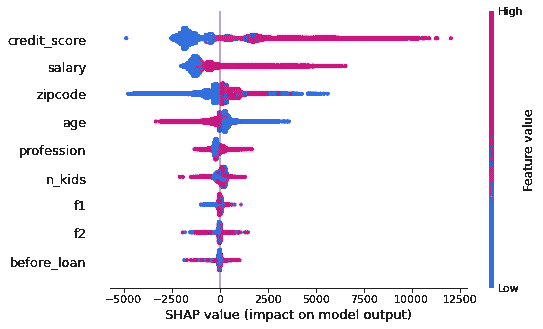 High
credit_score
salary
zipcode
age
profession
n_kids
f1
f2
before_loan
Feature value
Low
−5000 −2500 0 2500 5000 7500 10000 12500
SHAP value (impact on model output)